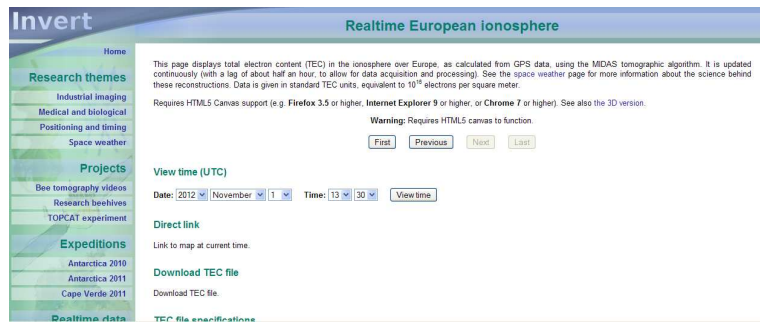 Invert
Realtime European ionosphere
Home
Research themes
Industrial imaging
Medical and biological
Positioning and timing
Space weather
Projects
Bee tomography videos
Research beehives
TOPCAT experiment
Expeditions
Antarctica 2010
Antarctica 2011
Cape Verde 2011
Realtime data
This page displays total electron content (TEC) in the ionosphere over Europe, as calculated from GPS data, using the MIDAS tomographic algorithm. It is updated
continuously (with a lag of about half an hour, to allow for data acquisition and processing). See the space weather page for more information about the science behind
these reconstructions. Data is given in standard TEC units, equivalent to 10¹⁶ electrons per square meter.
Requires HTML5 Canvas support (e.g. Firefox 3.5 or higher, Internet Explorer 9 or higher, or Chrome 7 or higher). See also the 3D version.
Warning: Requires HTML5 canvas to function.
First Previous Next Last
View time (UTC)
Date: 2012 November 1 Time: 13 30 View time
Direct link
Link to map at current time.
Download TEC file
Download TEC file.
TEC file specifications